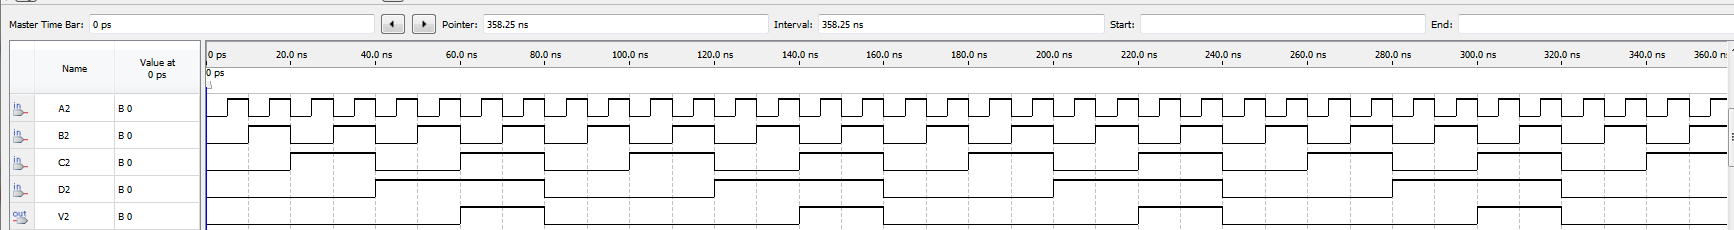 Master Time Bar: 0 ps Pointer: 358.25 ns Interval: 358.25 ns Start: End:
Name Value at 0 ps
0 ps 20.0 ns 40.0 ns 60.0 ns 80.0 ns 100.0 ns 120.0 ns 140.0 ns 160.0 ns 180.0 ns 200.0 ns 220.0 ns 240.0 ns 260.0 ns 280.0 ns 300.0 ns 320.0 ns 340.0 ns 360.0 n
0 ps
in A2 B 0
in B2 B 0
in C2 B 0
in D2 B 0
out V2 B 0